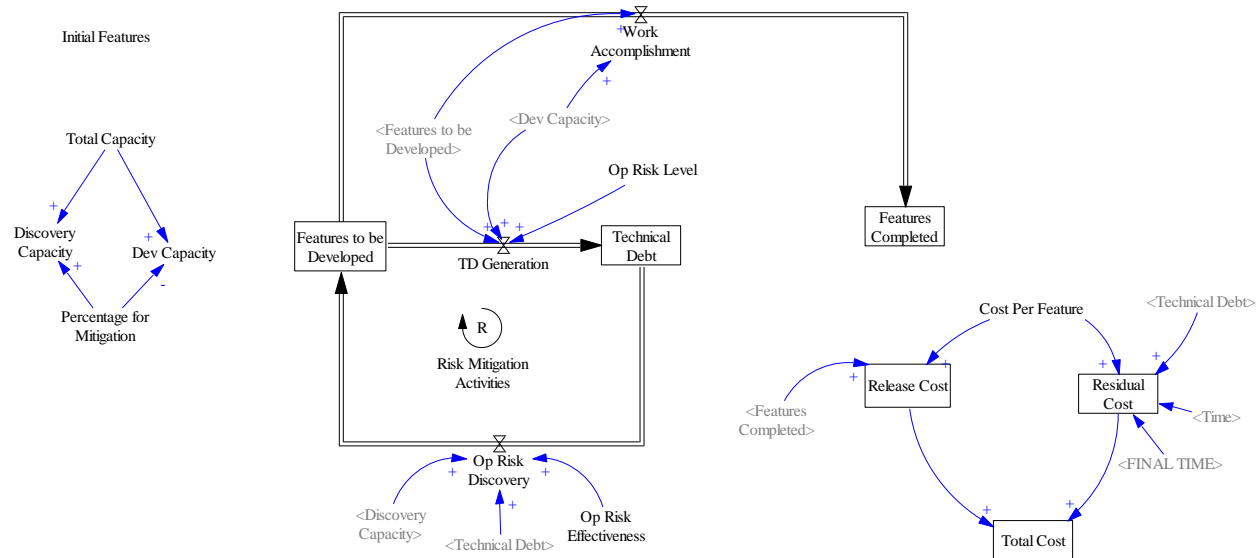 Initial Features
Total Capacity
+
+
Discovery
Capacity
Dev Capacity
+
-
Percentage for
Mitigation
+
Work
Accomplishment
+
<Features to be
Developed>
<Dev Capacity>
Op Risk Level
+
+
+
Features to be
Developed
TD Generation
Technical
Debt
Features
Completed
R
Risk Mitigation
Activities
+
+
+
Op Risk
Discovery
<Discovery
Capacity>
<Technical Debt>
Op Risk
Effectiveness
Cost Per Feature
<Technical Debt>
+
+
+
+
Release Cost
Residual
Cost
<Features
Completed>
<Time>
<FINAL TIME>
+
+
Total Cost